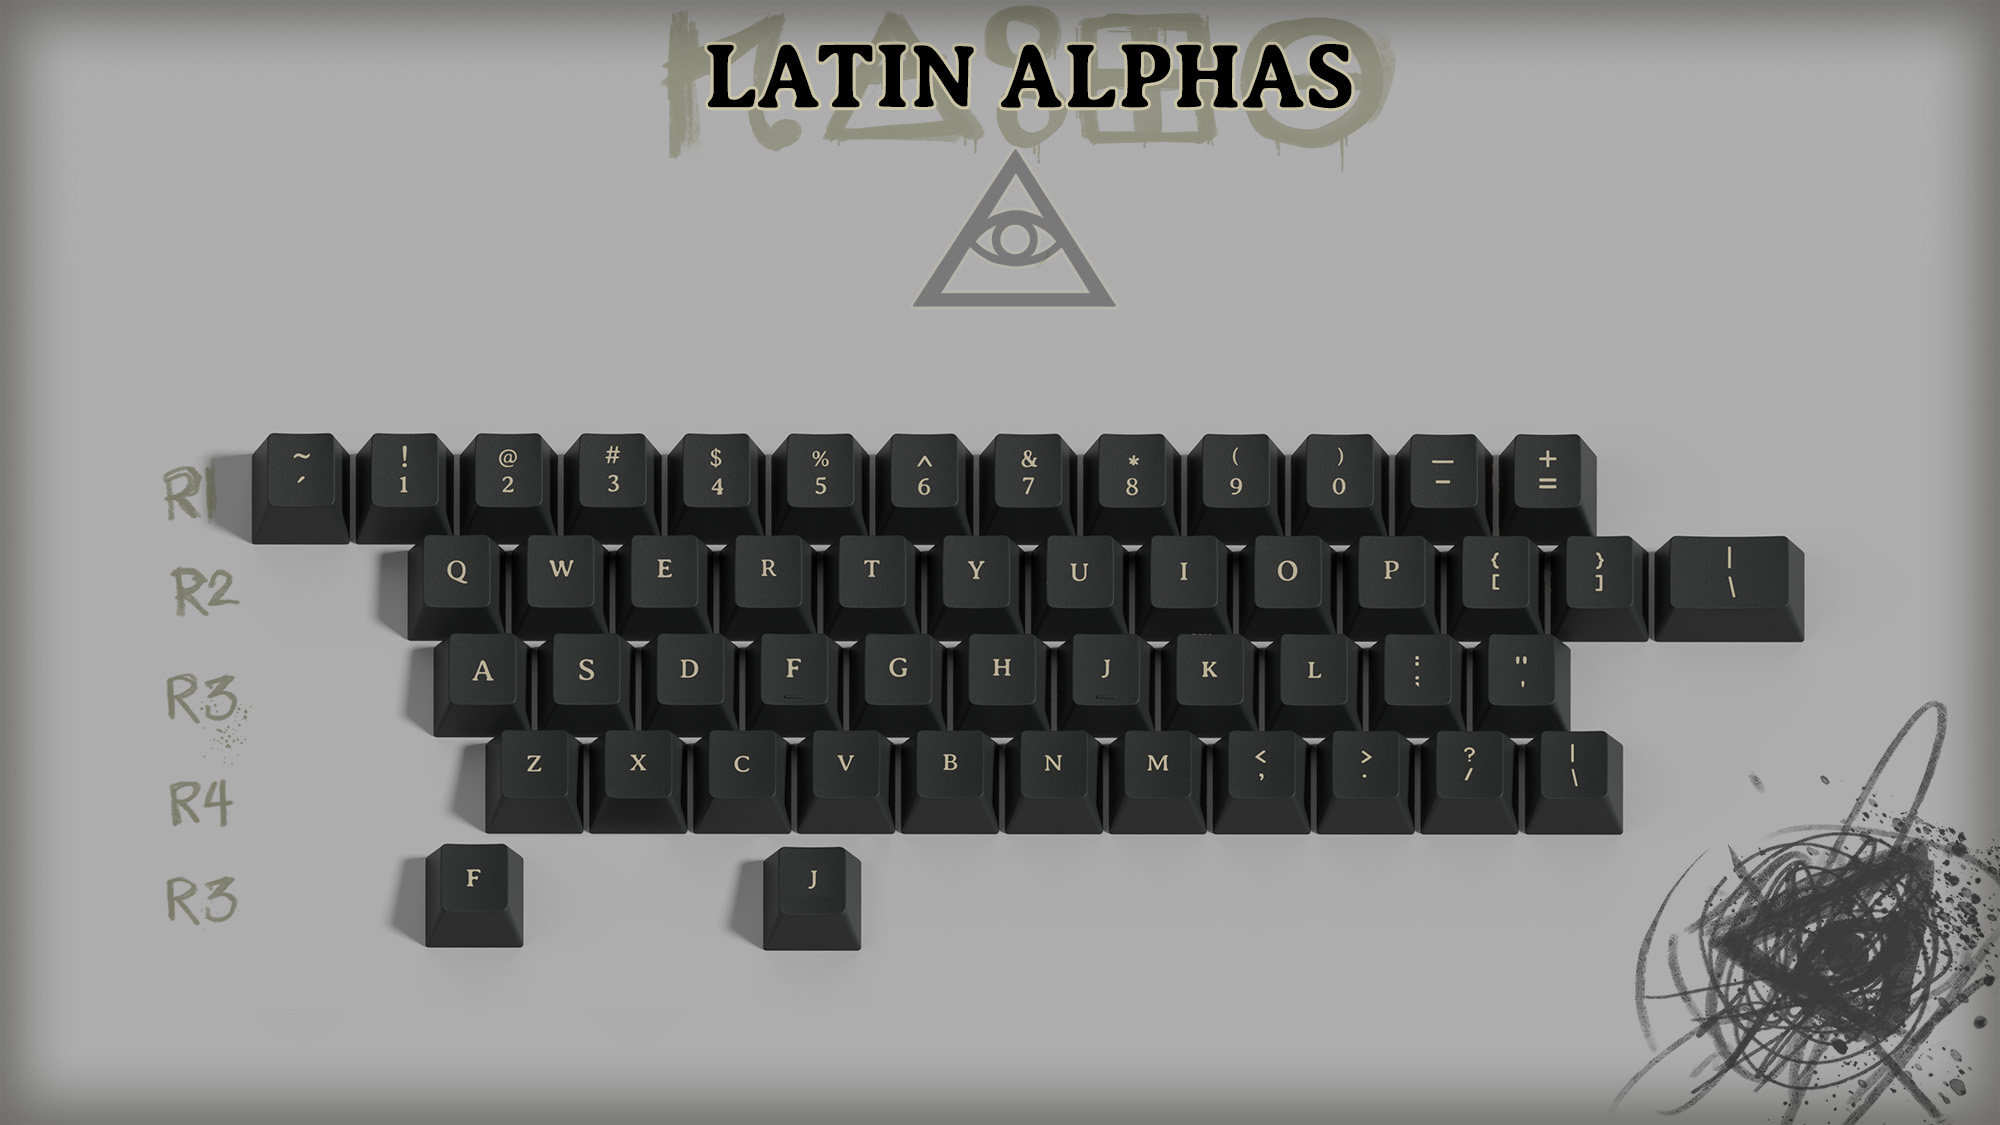 LATIN ALPHAS
R1 ~ ! @ # $ % ^ & * ( ) — +
´ 1 2 3 4 5 6 7 8 9 0 - =
R2 Q W E R T Y U I O P { } |
[ ] \
R3 A S D F G H J K L : "
; '
R4 Z X C V B N M < > ? |
, . / \
R3 F J